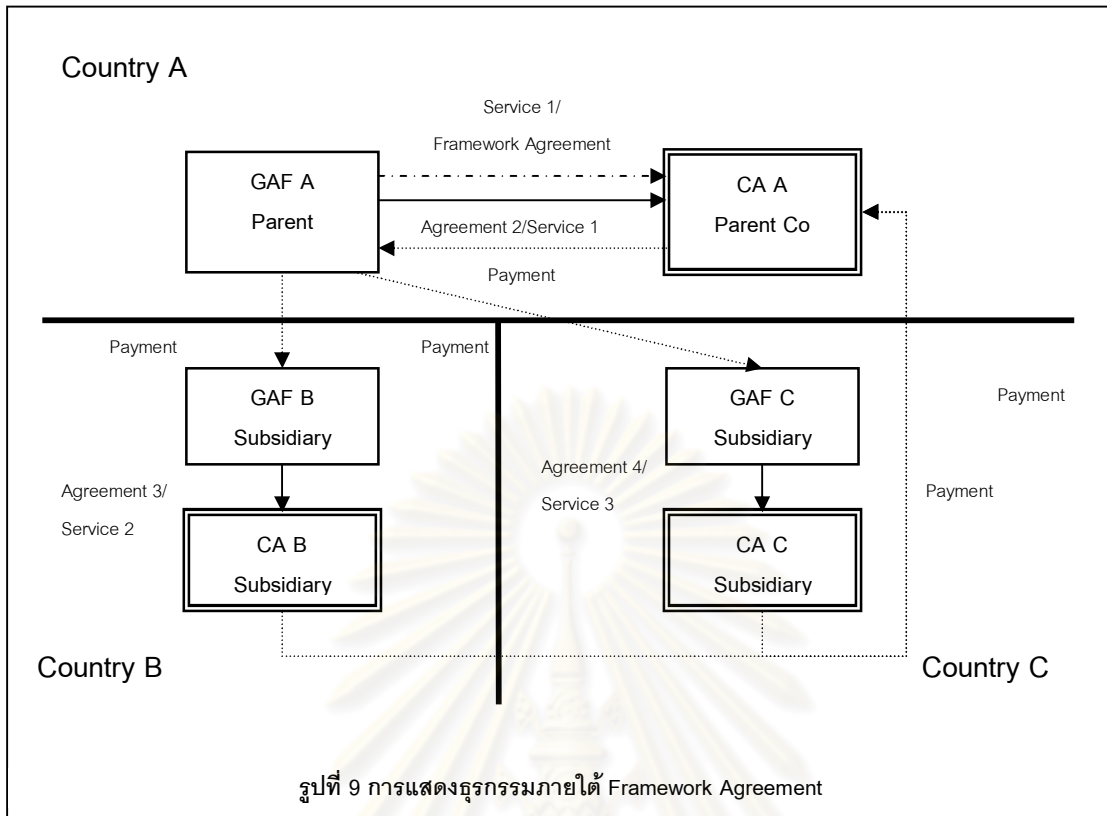 Country A
Service 1/
Framework Agreement
GAF A
Parent
CA A
Parent Co
Agreement 2/Service 1
Payment
Payment
Payment
GAF B
Subsidiary
GAF C
Subsidiary
Payment
Agreement 3/
Service 2
Agreement 4/
Service 3
Payment
CA B
Subsidiary
CA C
Subsidiary
Country B
Country C
รูปที่ 9 การแสดงธุรกรรมภายใต้ Framework Agreement